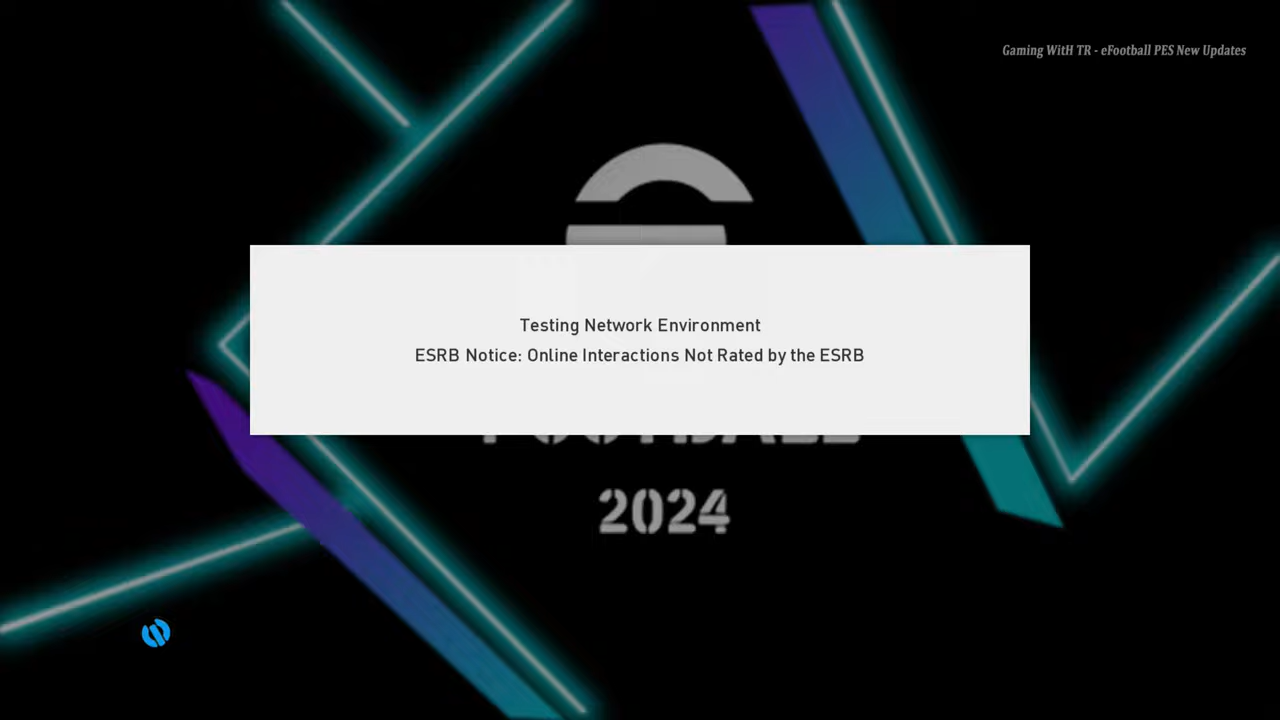 Gaming WitH TR - eFootball PES New Updates
Testing Network Environment
ESRB Notice: Online Interactions Not Rated by the ESRB
2024